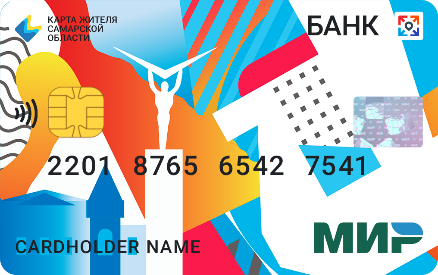 КАРТА ЖИТЕЛЯ
САМАРСКОЙ
ОБЛАСТИ
БАНК
2201 8765 6542 7541
CARDHOLDER NAME
МИР